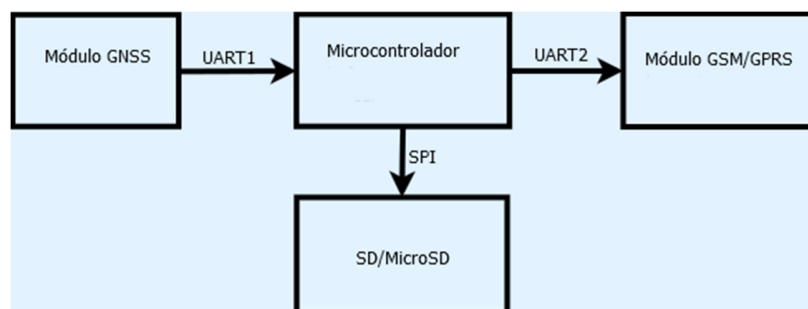 Módulo GNSS
UART1
Microcontrolador
UART2
Módulo GSM/GPRS
SPI
SD/MicroSD